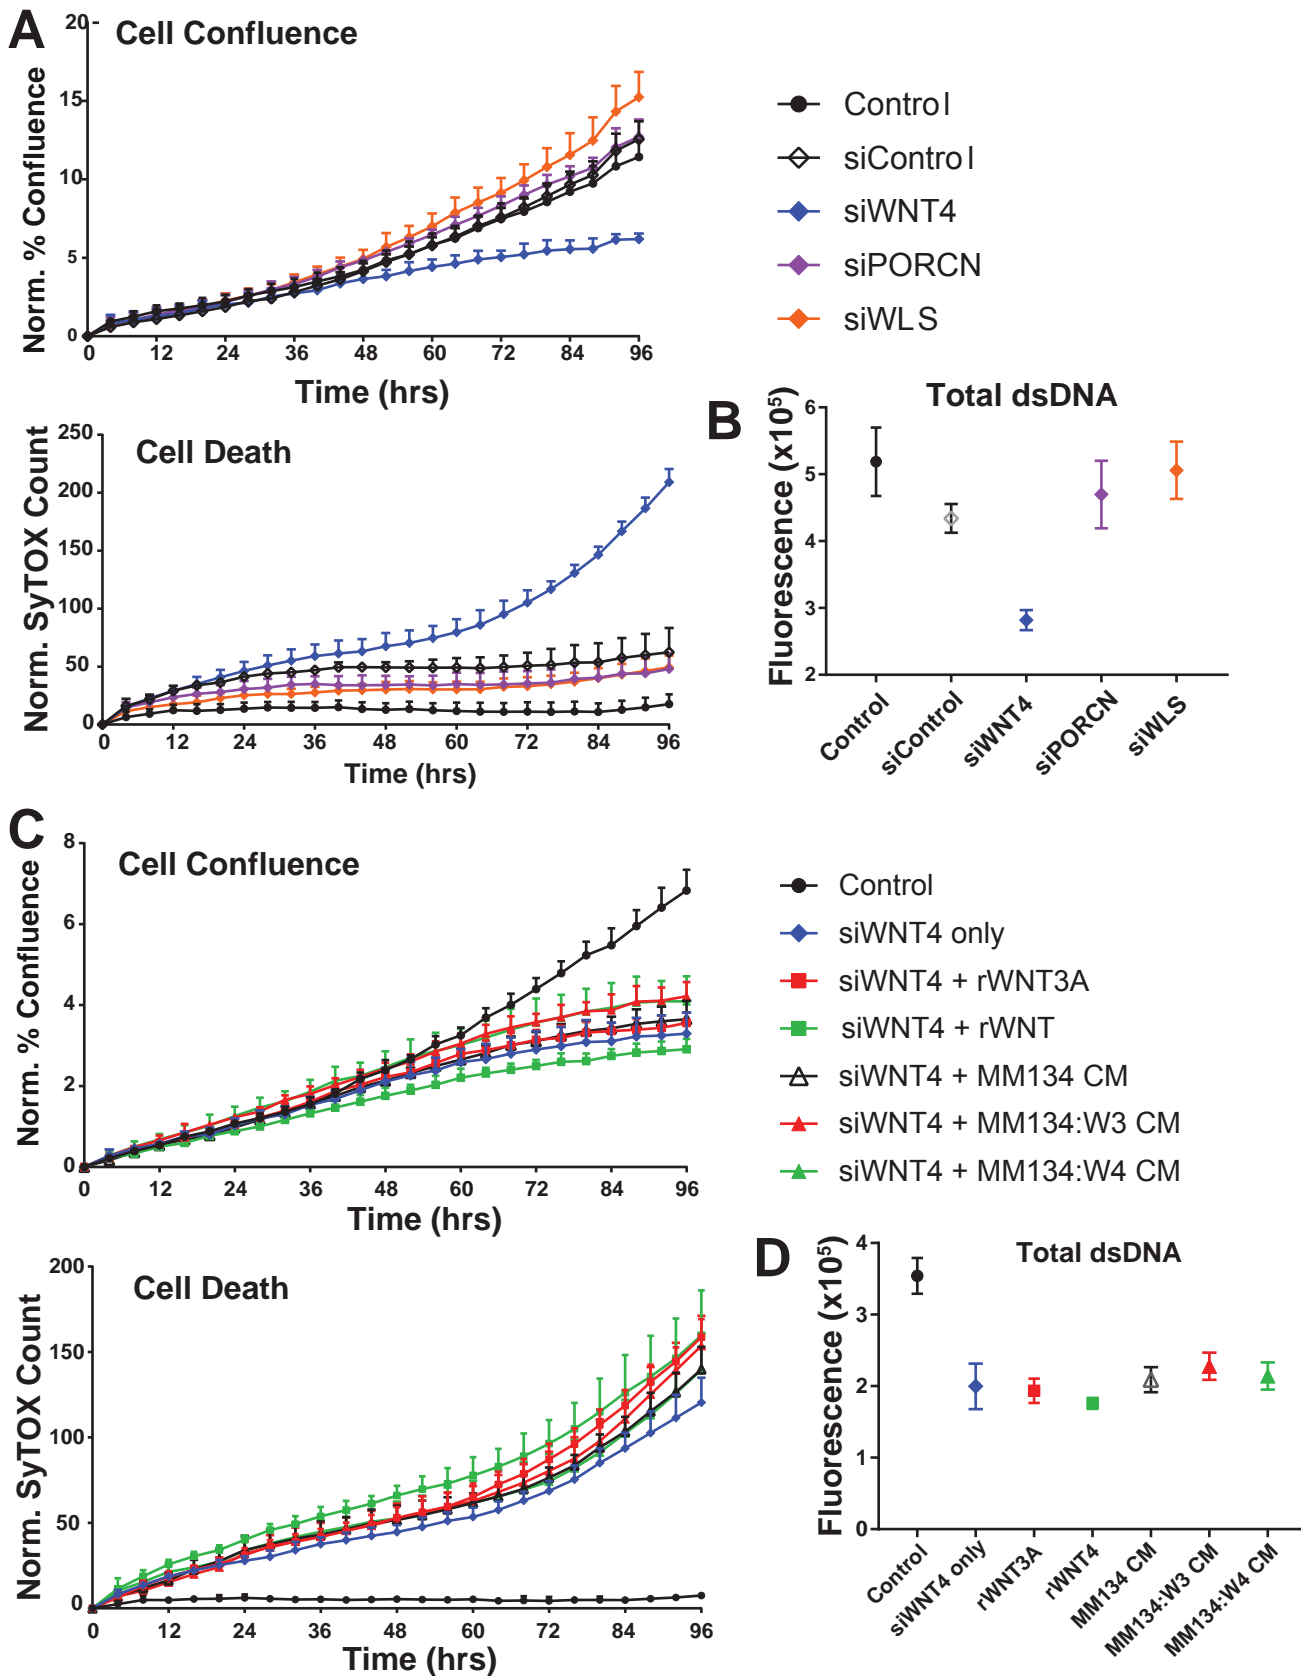 A
Cell Confluence
Norm. % Confluence
20
15
10
5
0
0 12 24 36 48 60 72 84 96
Time (hrs)
Control
siControl
siWNT4
siPORCN
siWLS
Cell Death
Norm. SyTOX Count
250
200
150
100
50
0
0 12 24 36 48 60 72 84 96
Time (hrs)
B
Total dsDNA
Fluorescence (x10⁵)
6
5
4
3
2
Control
siControl
siWNT4
siPORCN
siWLS
C
Cell Confluence
Norm. % Confluence
8
6
4
2
0
0 12 24 36 48 60 72 84 96
Time (hrs)
Control
siWNT4 only
siWNT4 + rWNT3A
siWNT4 + rWNT
siWNT4 + MM134 CM
siWNT4 + MM134:W3 CM
siWNT4 + MM134:W4 CM
Cell Death
Norm. SyTOX Count
200
150
100
50
0
0 12 24 36 48 60 72 84 96
Time (hrs)
D
Total dsDNA
Fluorescence (x10⁵)
4
3
2
1
0
Control
siWNT4 only
rWNT3A
rWNT4
MM134 CM
MM134:W3 CM
MM134:W4 CM